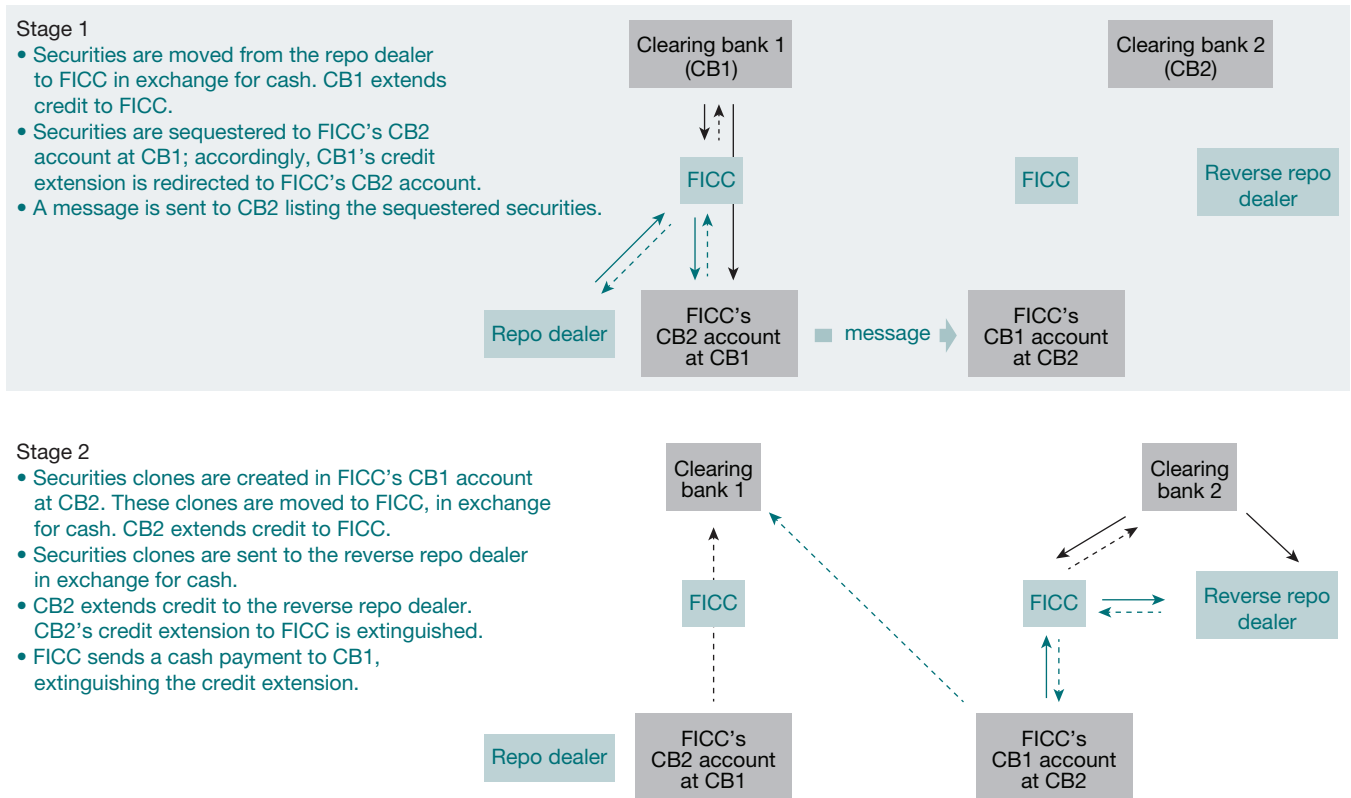 Stage 1
• Securities are moved from the repo dealer
to FICC in exchange for cash. CB1 extends
credit to FICC.
• Securities are sequestered to FICC’s CB2
account at CB1; accordingly, CB1’s credit
extension is redirected to FICC’s CB2 account.
• A message is sent to CB2 listing the sequestered securities.
Clearing bank 1
(CB1)
Clearing bank 2
(CB2)
FICC
FICC
Reverse repo
dealer
Repo dealer
FICC’s
CB2 account
at CB1
message
FICC’s
CB1 account
at CB2
Stage 2
• Securities clones are created in FICC’s CB1 account
at CB2. These clones are moved to FICC, in exchange
for cash. CB2 extends credit to FICC.
• Securities clones are sent to the reverse repo dealer
in exchange for cash.
• CB2 extends credit to the reverse repo dealer.
CB2’s credit extension to FICC is extinguished.
• FICC sends a cash payment to CB1,
extinguishing the credit extension.
Clearing
bank 1
Clearing
bank 2
FICC
FICC
Reverse repo
dealer
Repo dealer
FICC’s
CB2 account
at CB1
FICC’s
CB1 account
at CB2